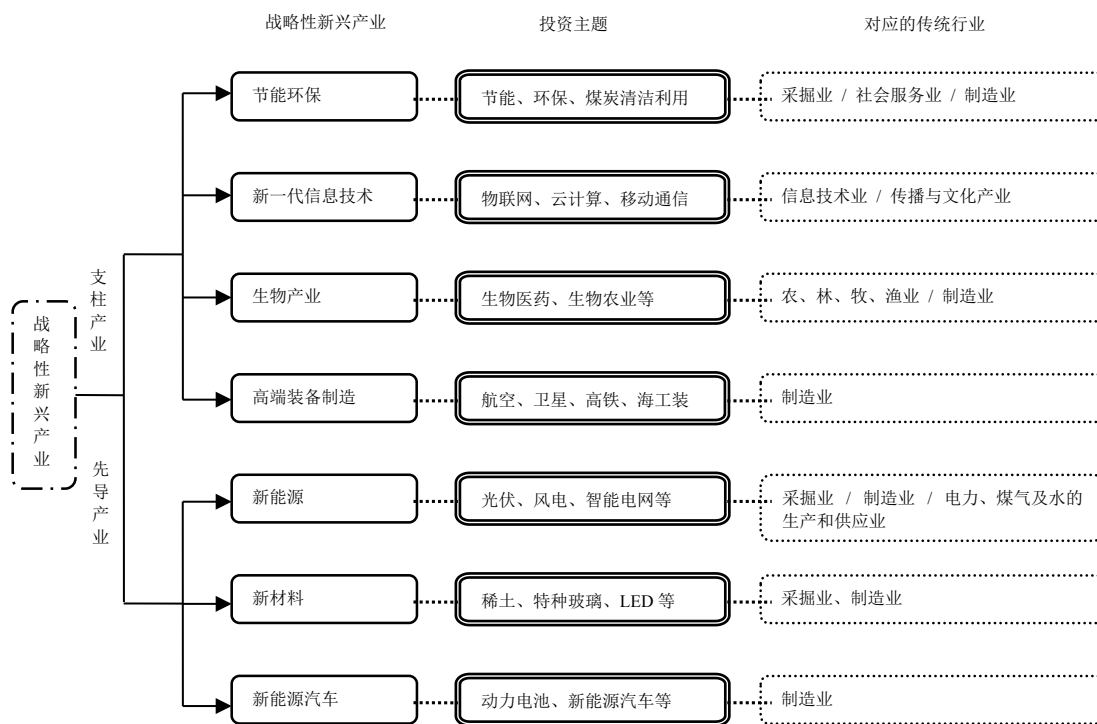 战略性新兴产业
投资主题
对应的传统行业
节能环保
节能、环保、煤炭清洁利用
采掘业 / 社会服务业 / 制造业
新一代信息技术
物联网、云计算、移动通信
信息技术业 / 传播与文化产业
支柱产业
生物产业
生物医药、生物农业等
农、林、牧、渔业 / 制造业
战略性新兴产业
高端装备制造
航空、卫星、高铁、海工装
制造业
先导产业
新能源
光伏、风电、智能电网等
采掘业 / 制造业 / 电力、煤气及水的
生产和供应业
新材料
稀土、特种玻璃、LED 等
采掘业、制造业
新能源汽车
动力电池、新能源汽车等
制造业